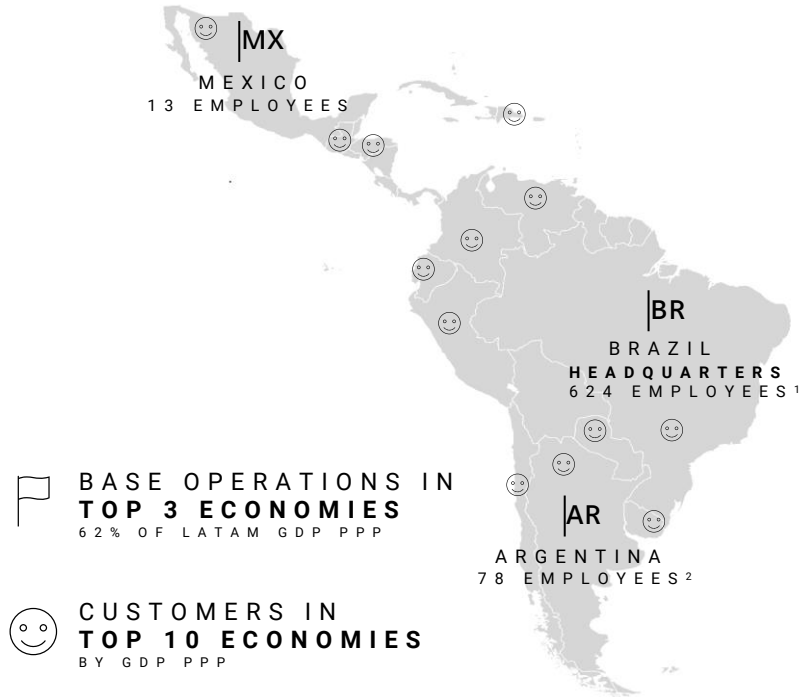 MX
MEXICO
13 EMPLOYEES
BR
BRAZIL
HEADQUARTERS
624 EMPLOYEES¹
BASE OPERATIONS IN
TOP 3 ECONOMIES
62% OF LATAM GDP PPP
AR
ARGENTINA
78 EMPLOYEES²
CUSTOMERS IN
TOP 10 ECONOMIES
BY GDP PPP